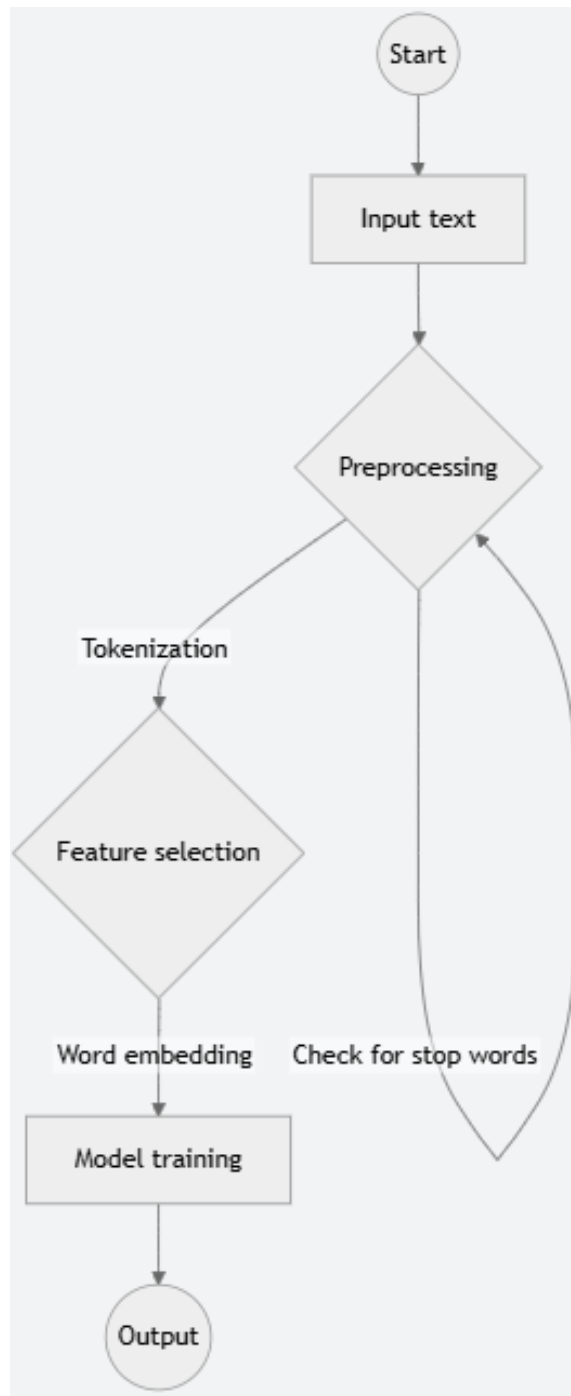 Start
Input text
Preprocessing
Tokenization
Feature selection
Word embedding
Check for stop words
Model training
Output